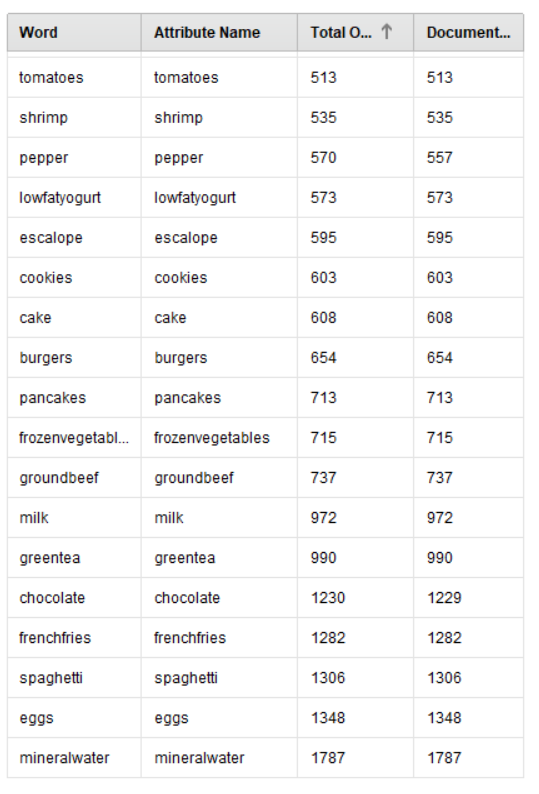 Word Attribute Name Total O... ↑ Document...
tomatoes tomatoes 513 513
shrimp shrimp 535 535
pepper pepper 570 557
lowfatyogurt lowfatyogurt 573 573
escalope escalope 595 595
cookies cookies 603 603
cake cake 608 608
burgers burgers 654 654
pancakes pancakes 713 713
frozenvegetabl... frozenvegetables 715 715
groundbeef groundbeef 737 737
milk milk 972 972
greentea greentea 990 990
chocolate chocolate 1230 1229
frenchfries frenchfries 1282 1282
spaghetti spaghetti 1306 1306
eggs eggs 1348 1348
mineralwater mineralwater 1787 1787